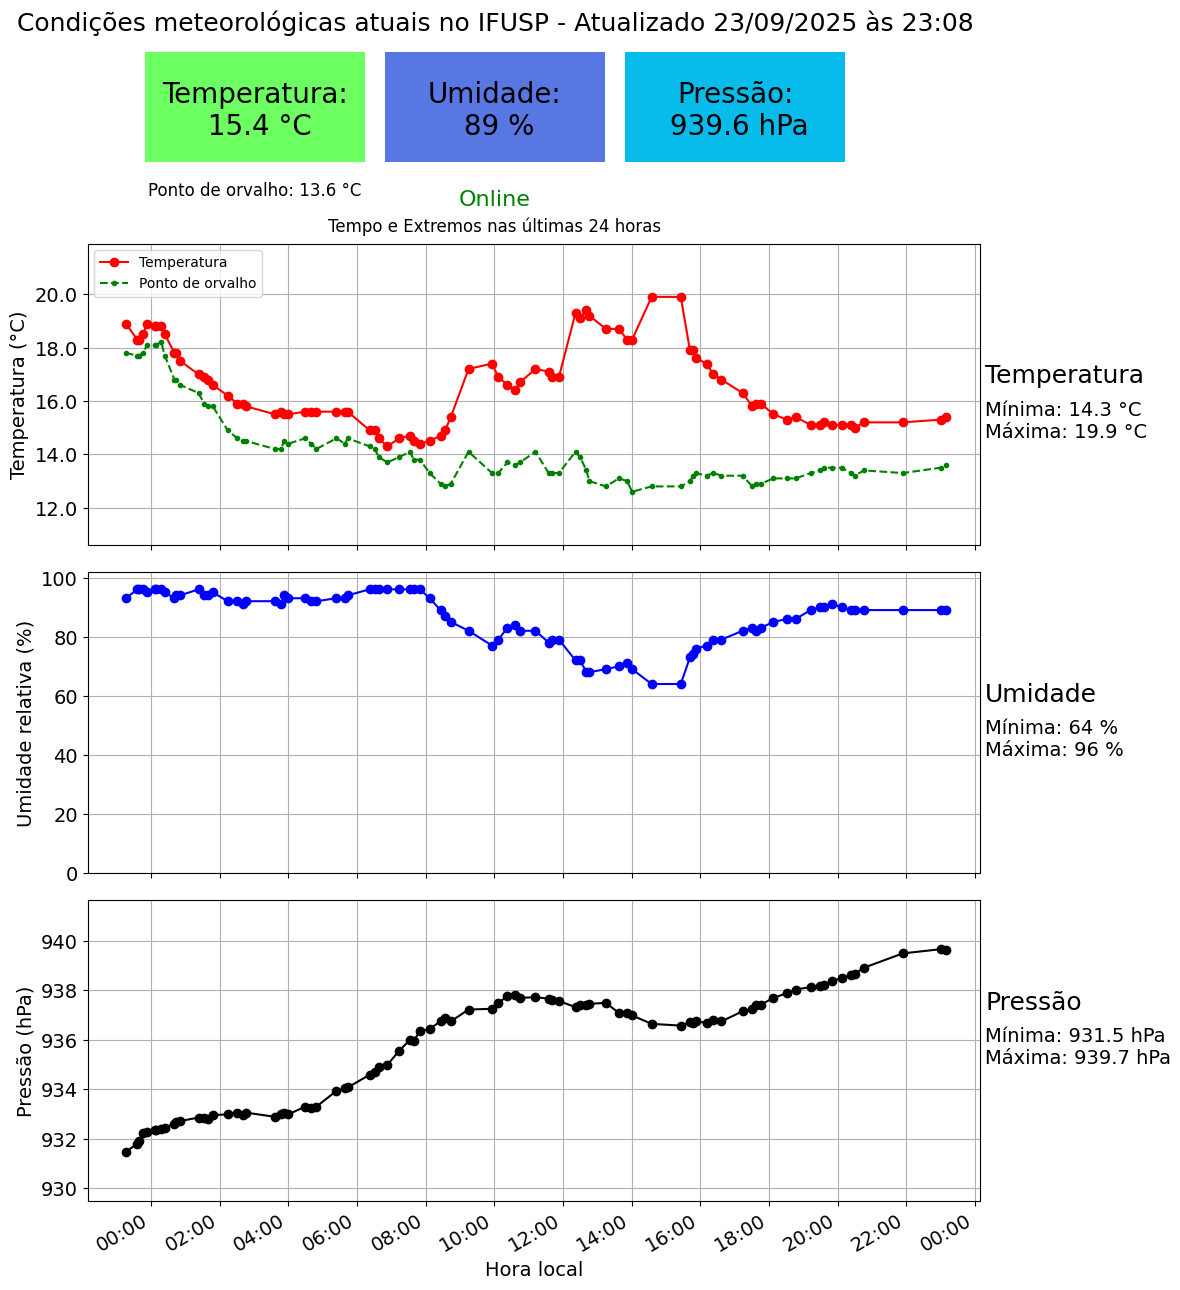 Condições meteorológicas atuais no IFUSP - Atualizado 23/09/2025 às 23:08
Temperatura:
15.4 °C
Umidade:
89 %
Pressão:
939.6 hPa
Ponto de orvalho: 13.6 °C
Online
Tempo e Extremos nas últimas 24 horas
Temperatura (°C)
20.0
18.0
16.0
14.0
12.0
Temperatura
Ponto de orvalho
Temperatura
Mínima: 14.3 °C
Máxima: 19.9 °C
Umidade relativa (%)
100
80
60
40
20
0
Umidade
Mínima: 64 %
Máxima: 96 %
Pressão (hPa)
940
938
936
934
932
930
Pressão
Mínima: 931.5 hPa
Máxima: 939.7 hPa
00:00 02:00 04:00 06:00 08:00 10:00 12:00 14:00 16:00 18:00 20:00 22:00 00:00
Hora local